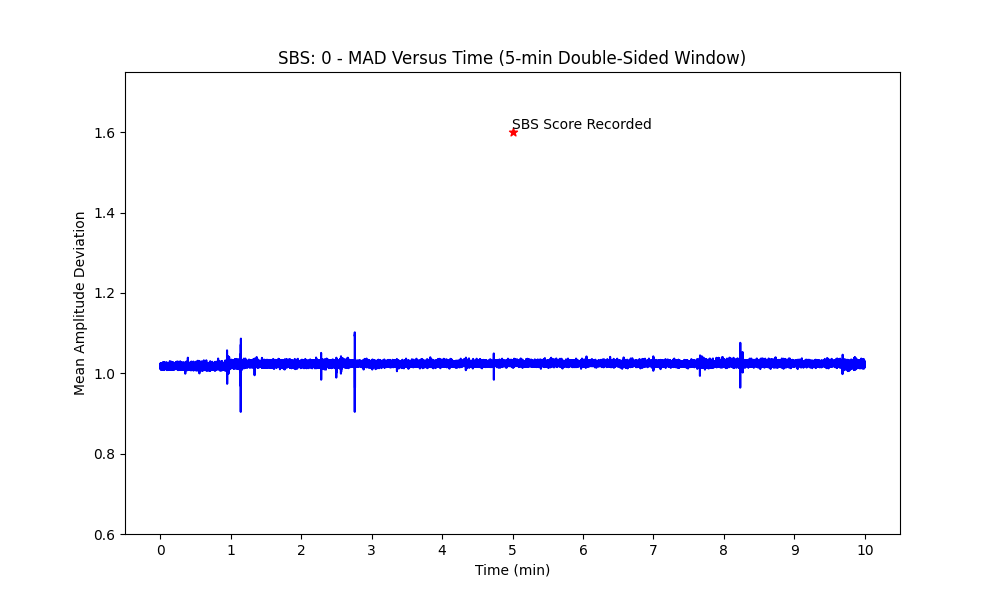 SBS: 0 - MAD Versus Time (5-min Double-Sided Window)
SBS Score Recorded
Mean Amplitude Deviation
1.6
1.4
1.2
1.0
0.8
0.6
0 1 2 3 4 5 6 7 8 9 10
Time (min)